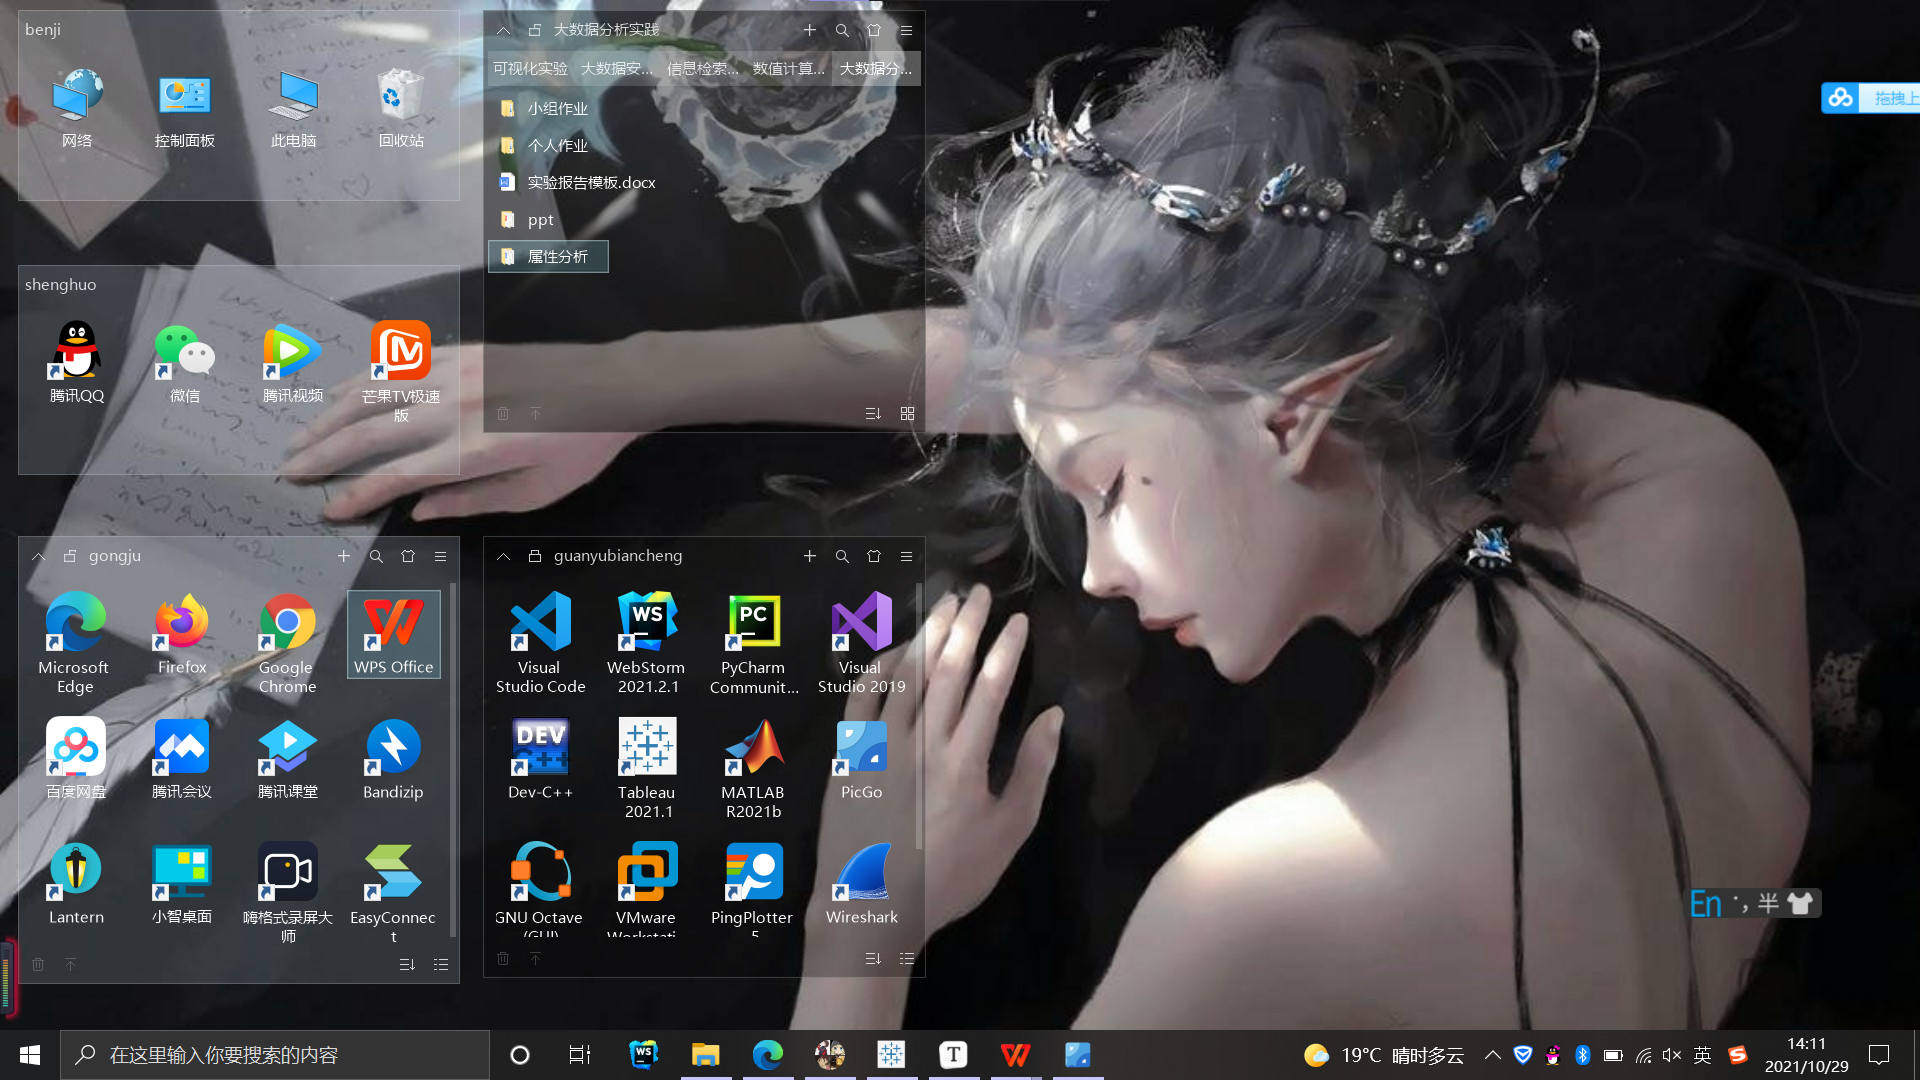 benji
网络
控制面板
此电脑
回收站
大数据分析实践
可视化实验
大数据安...
信息检索...
数值计算...
大数据分...
小组作业
个人作业
实验报告模板.docx
ppt
属性分析
拖拽上
shenghuo
腾讯QQ
微信
腾讯视频
芒果TV极速
版
gongju
Microsoft
Edge
Firefox
Google
Chrome
WPS Office
百度网盘
腾讯会议
腾讯课堂
Bandizip
Lantern
小智桌面
嗨格式录屏大
师
EasyConnec
t
guanyubiancheng
Visual
Studio Code
WS
WebStorm
2021.2.1
PC
PyCharm
Communit...
Visual
Studio 2019
DEV
C++
Dev-C++
Tableau
2021.1
MATLAB
R2021b
PicGo
GNU Octave
(GUI)
VMware
Workstati
PingPlotter
5
Wireshark
En
半
在这里输入你要搜索的内容
WS
T
19°C 晴时多云
英
14:11
2021/10/29